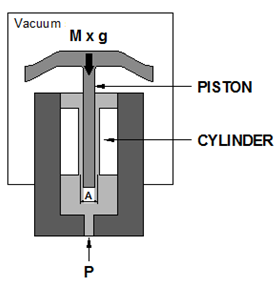 Vacuum
M x g
PISTON
CYLINDER
A
P